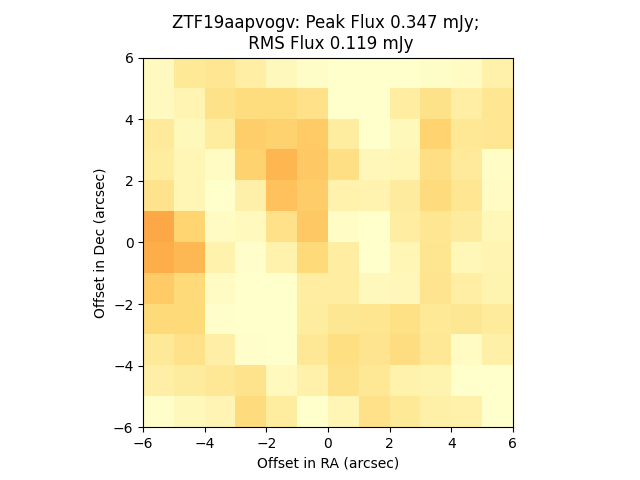 ZTF19aapvogv: Peak Flux 0.347 mJy;
RMS Flux 0.119 mJy
6
4
2
0
−2
−4
−6
Offset in Dec (arcsec)
−6 −4 −2 0 2 4 6
Offset in RA (arcsec)